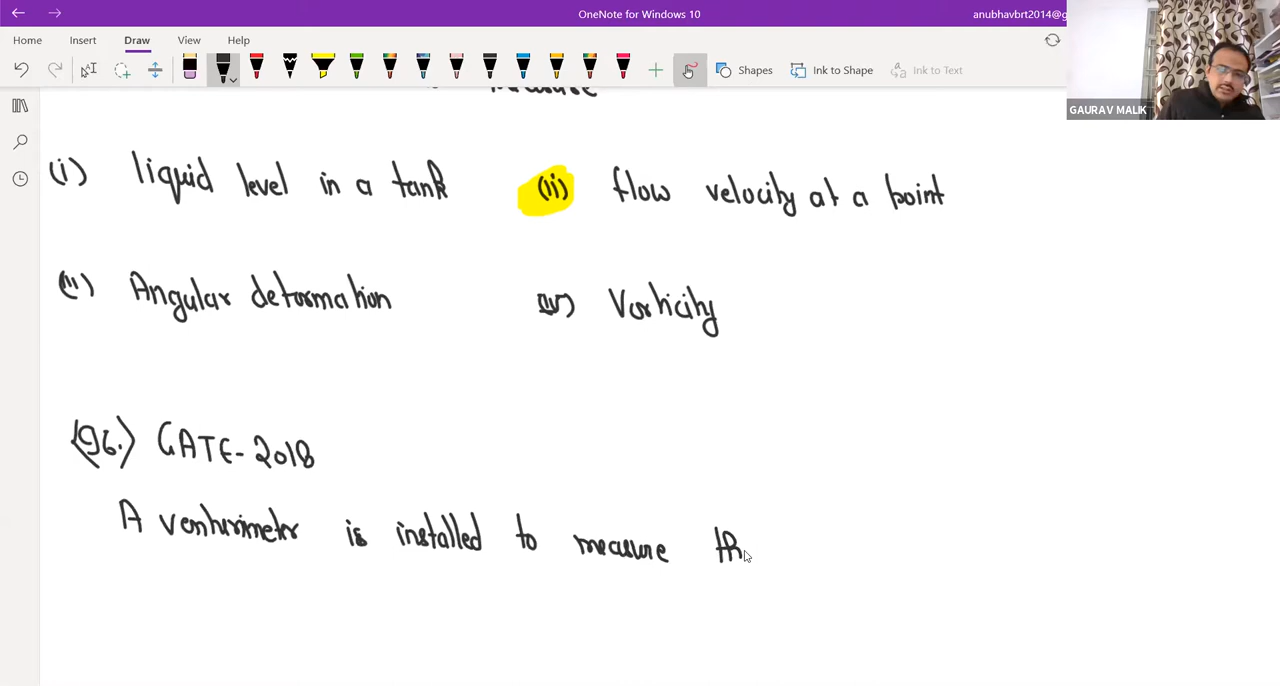 OneNote for Windows 10
anubhavbrt2014@g
Home Insert Draw View Help
Shapes Ink to Shape Ink to Text
GAURAV MALIK
measure
(i) liquid level in a tank (ii) flow velocity at a point
(iii) Angular deformation (iv) Vorticity
<96.> GATE-2018
A venturimeter is installed to measure th